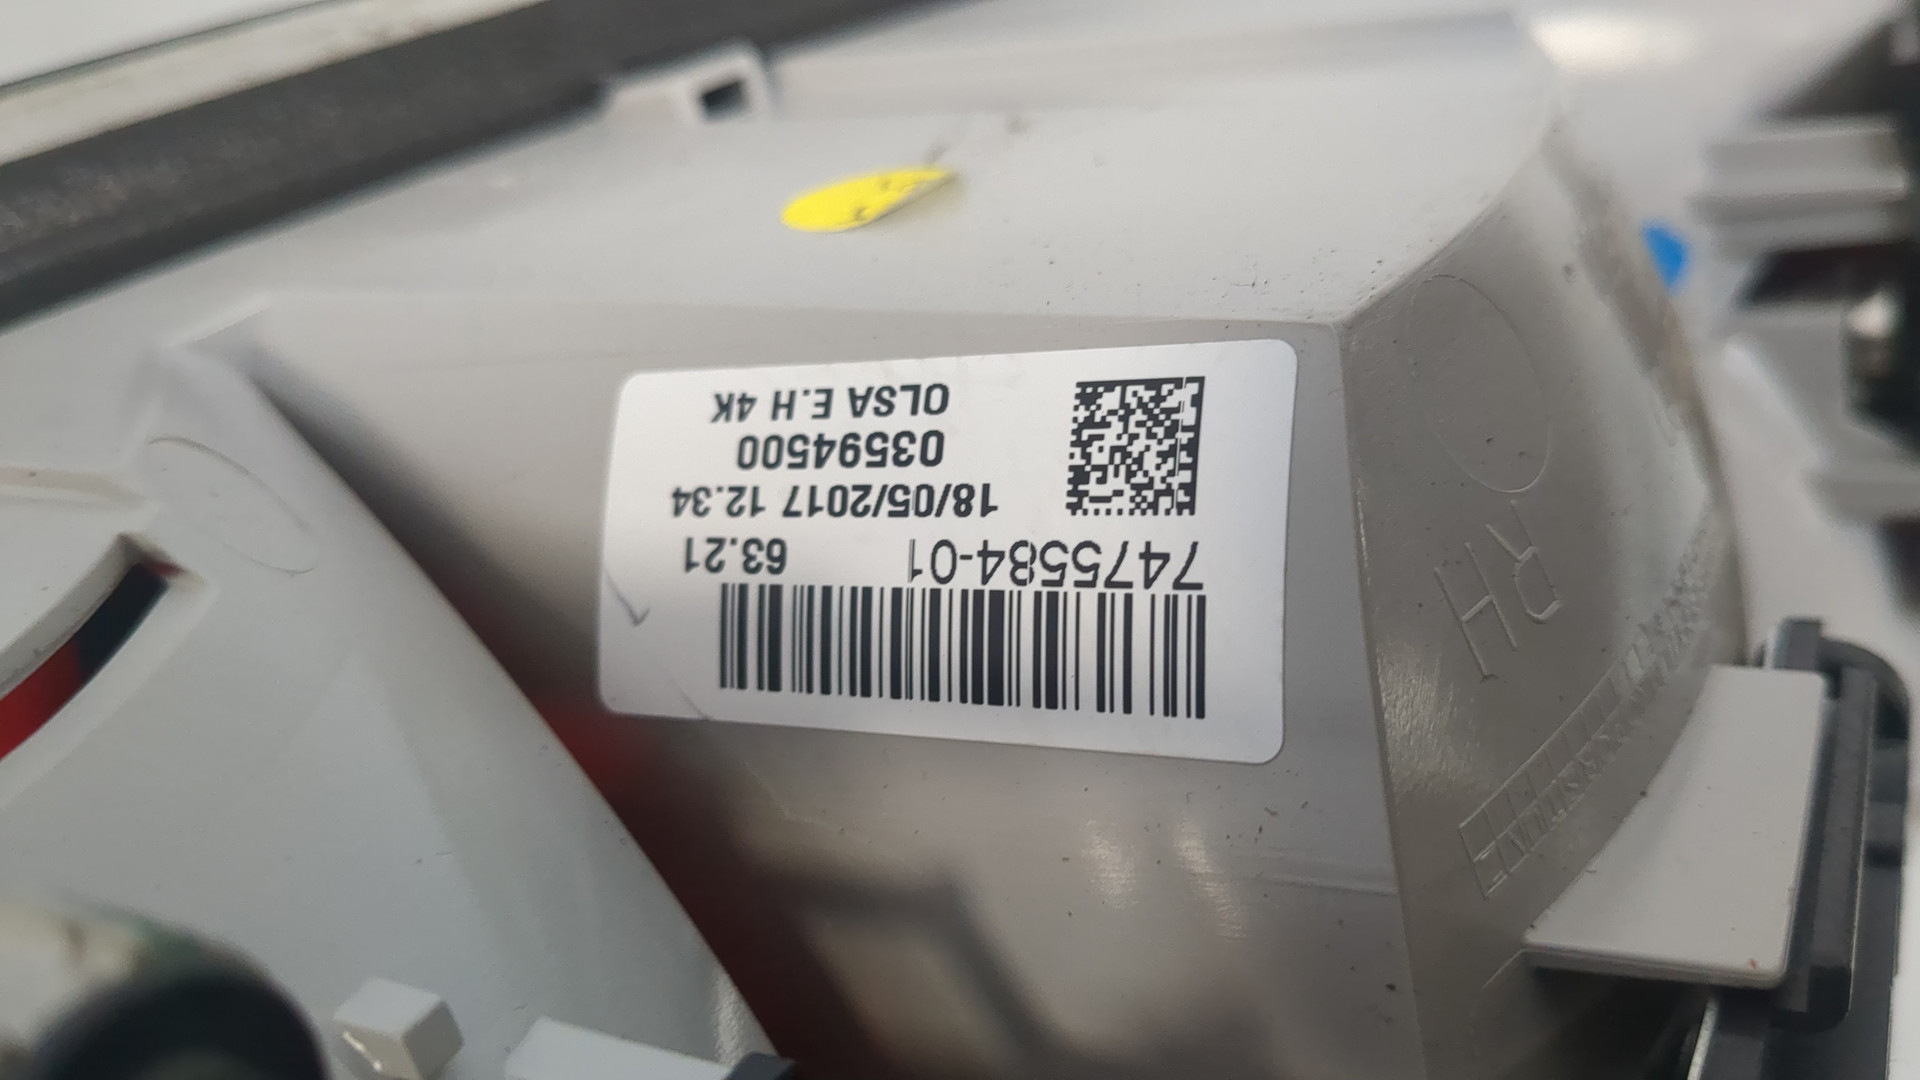 7475584-01 63.21
18/05/2017 12.34
03594500
OLSA E.H 4K
RH